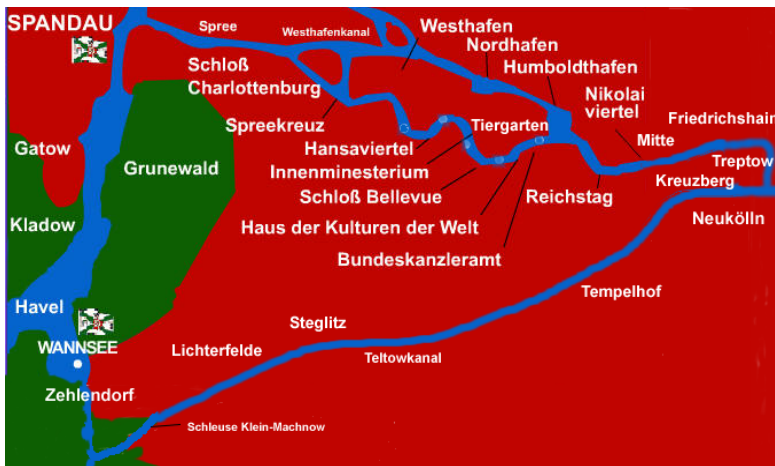 SPANDAU
Spree
Westhafenkanal
Westhafen
Nordhafen
Humboldthafen
Schloß
Charlottenburg
Nikolai
viertel
Friedrichshain
Spreekreuz
Tiergarten
Mitte
Gatow
Hansaviertel
Treptow
Grunewald
Innenminesterium
Kreuzberg
Schloß Bellevue
Reichstag
Kladow
Haus der Kulturen der Welt
Neukölln
Bundeskanzleramt
Tempelhof
Havel
Steglitz
WANNSEE
Lichterfelde
Teltowkanal
Zehlendorf
Schleuse Klein-Machnow